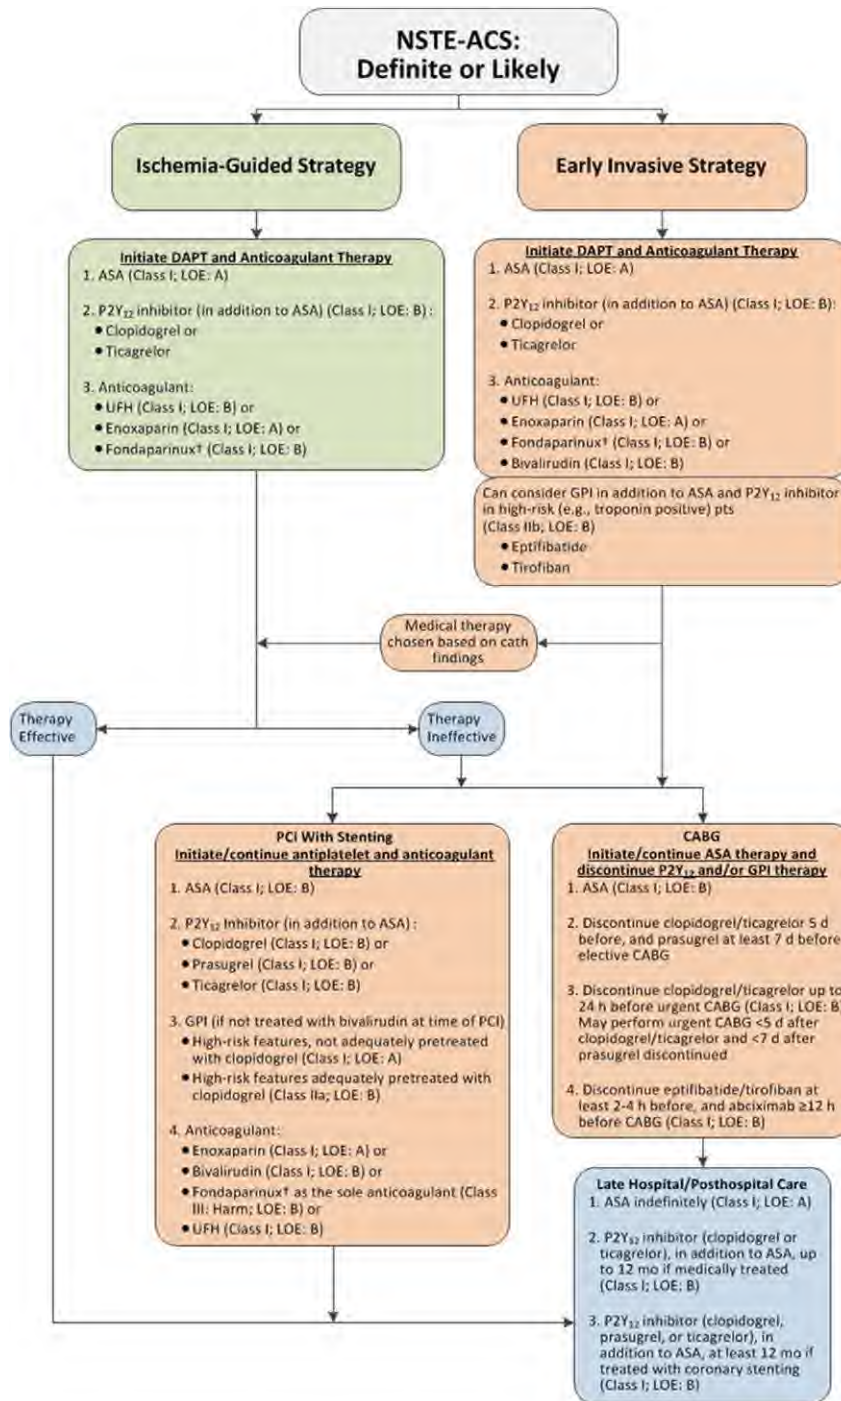 NSTE-ACS:
Definite or Likely
Ischemia-Guided Strategy
Early Invasive Strategy
Initiate DAPT and Anticoagulant Therapy
1. ASA (Class I; LOE: A)
2. P2Y₁₂ inhibitor (in addition to ASA) (Class I; LOE: B) :
● Clopidogrel or
● Ticagrelor
3. Anticoagulant:
● UFH (Class I; LOE: B) or
● Enoxaparin (Class I; LOE: A) or
● Fondaparinux† (Class I; LOE: B)
Initiate DAPT and Anticoagulant Therapy
1. ASA (Class I; LOE: A)
2. P2Y₁₂ inhibitor (in addition to ASA) (Class I; LOE: B):
● Clopidogrel or
● Ticagrelor
3. Anticoagulant:
● UFH (Class I; LOE: B) or
● Enoxaparin (Class I; LOE: A) or
● Fondaparinux† (Class I; LOE: B) or
● Bivalirudin (Class I; LOE: B)
Can consider GPI in addition to ASA and P2Y₁₂ inhibitor
in high-risk (e.g., troponin positive) pts
(Class IIb; LOE: B)
● Eptifibatide
● Tirofiban
Medical therapy
chosen based on cath
findings
Therapy
Effective
Therapy
Ineffective
PCI With Stenting
Initiate/continue antiplatelet and anticoagulant
therapy
1. ASA (Class I; LOE: B)
2. P2Y₁₂ Inhibitor (in addition to ASA) :
● Clopidogrel (Class I; LOE: B) or
● Prasugrel (Class I; LOE: B) or
● Ticagrelor (Class I; LOE: B)
3. GPI (if not treated with bivalirudin at time of PCI)
● High-risk features, not adequately pretreated
with clopidogrel (Class I; LOE: A)
● High-risk features adequately pretreated with
clopidogrel (Class IIa; LOE: B)
4. Anticoagulant:
● Enoxaparin (Class I; LOE: A) or
● Bivalirudin (Class I; LOE: B) or
● Fondaparinux† as the sole anticoagulant (Class
III: Harm; LOE: B) or
● UFH (Class I; LOE: B)
CABG
Initiate/continue ASA therapy and
discontinue P2Y₁₂ and/or GPI therapy
1. ASA (Class I; LOE: B)
2. Discontinue clopidogrel/ticagrelor 5 d
before, and prasugrel at least 7 d before
elective CABG
3. Discontinue clopidogrel/ticagrelor up to
24 h before urgent CABG (Class I; LOE: B)
May perform urgent CABG <5 d after
clopidogrel/ticagrelor and <7 d after
prasugrel discontinued
4. Discontinue eptifibatide/tirofiban at
least 2-4 h before, and abciximab ≥12 h
before CABG (Class I; LOE: B)
Late Hospital/Posthospital Care
1. ASA indefinitely (Class I; LOE: A)
2. P2Y₁₂ inhibitor (clopidogrel or
ticagrelor), in addition to ASA, up
to 12 mo if medically treated
(Class I; LOE: B)
3. P2Y₁₂ inhibitor (clopidogrel,
prasugrel, or ticagrelor), in
addition to ASA, at least 12 mo if
treated with coronary stenting
(Class I; LOE: B)